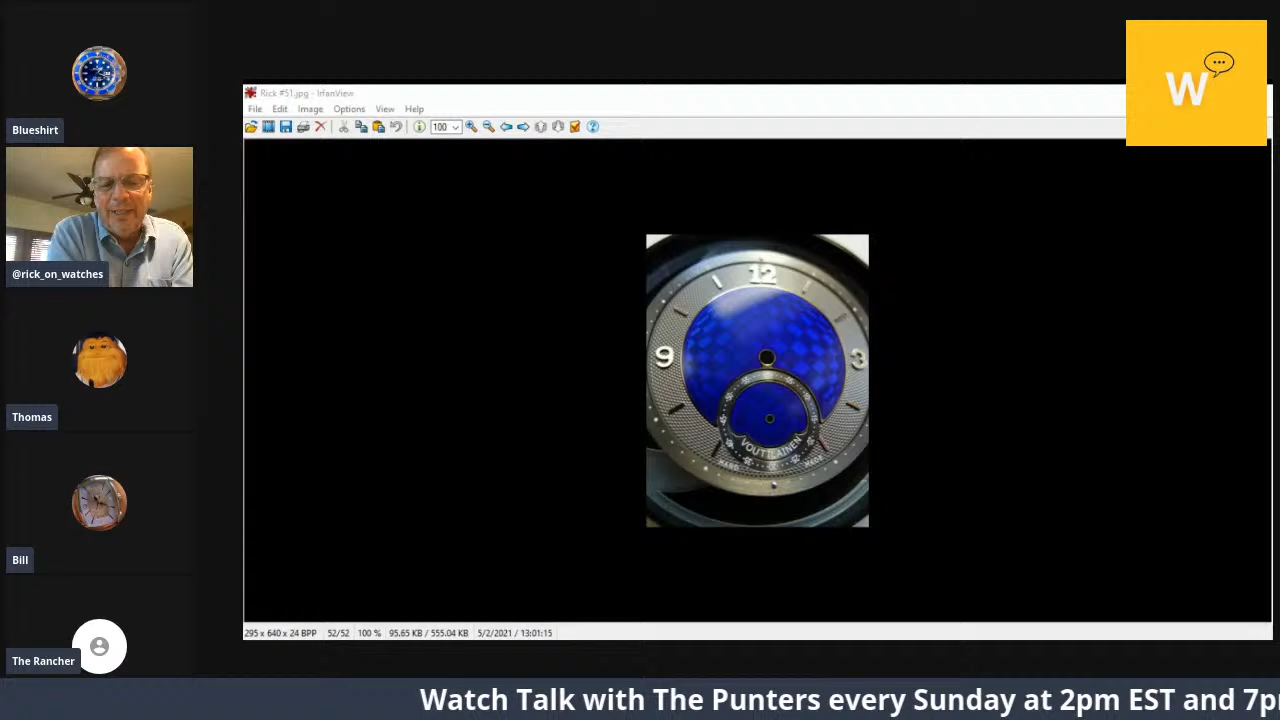 Blueshirt
@rick_on_watches
Thomas
Bill
The Rancher
Rick #51.jpg - IrfanView
File Edit Image Options View Help
100
12
9
3
VOUTILAINEN
HAND
MADE
295 x 640 x 24 BPP 52/52 100 % 95.65 KB / 555.04 KB 5/2/2021 / 13:01:15
W
Watch Talk with The Punters every Sunday at 2pm EST and 7p